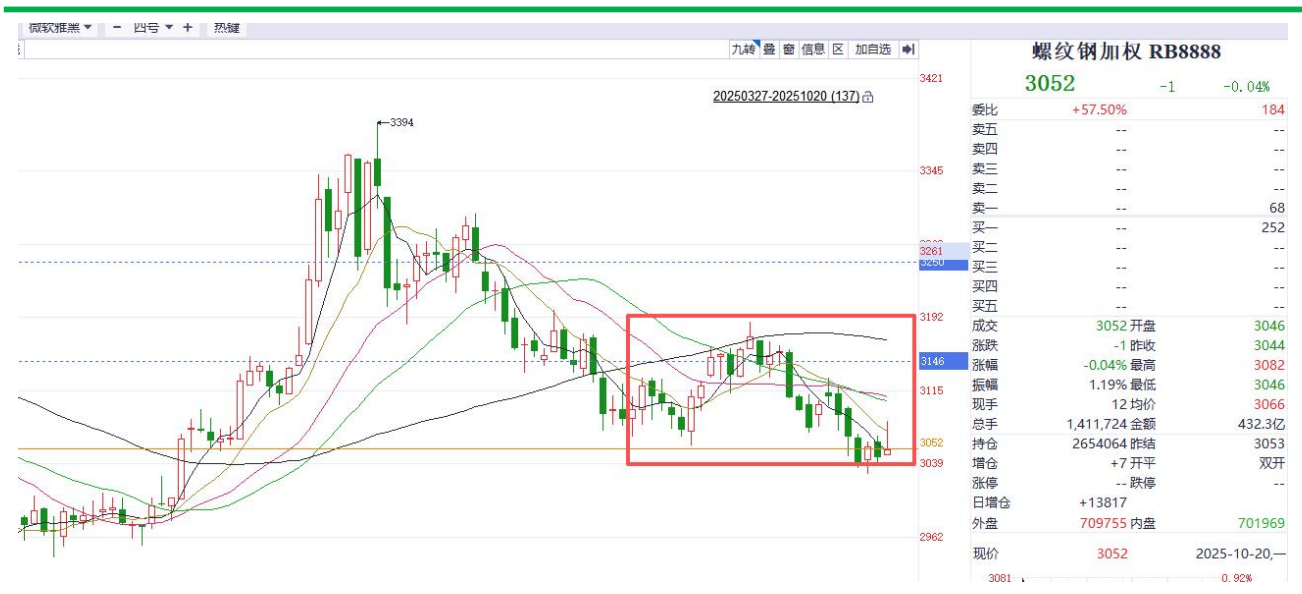 微软雅黑 － 四号 ＋ 热键
九转 叠 窗 信息 区 加自选
20250327-20251020 (137)
3394
3421
3345
3261
3260
3192
3146
3115
3052
3039
2962
螺纹钢加权 RB8888
3052 -1 -0.04%
委比 +57.50% 184
卖五 -- --
卖四 -- --
卖三 -- --
卖二 -- --
卖一 -- 68
买一 -- 252
买二 -- --
买三 -- --
买四 -- --
买五 -- --
成交 3052 开盘 3046
涨跌 -1 昨收 3044
涨幅 -0.04% 最高 3082
振幅 1.19% 最低 3046
现手 12 均价 3066
总手 1,411,724 金额 432.3亿
持仓 2654064 昨结 3053
增仓 +7 开平 双开
涨停 -- 跌停 --
日增仓 +13817
外盘 709755 内盘 701969
现价 3052 2025-10-20,一
3081 0.92%